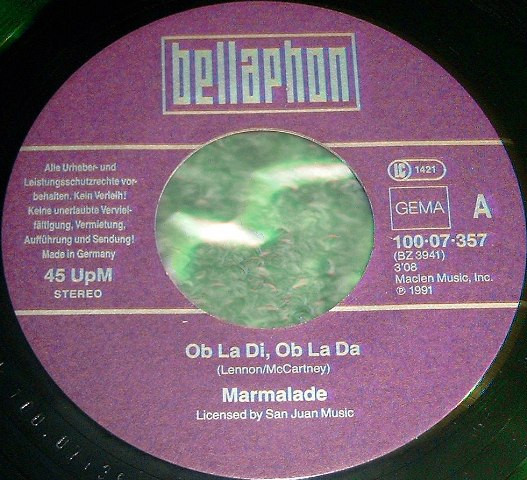 bellaphon
Alle Urheber- und
Leistungsschutzrechte vor-
behalten. Kein Verleih!
Keine unerlaubte Verviel-
fältigung, Vermietung,
Aufführung und Sendung!
Made in Germany
45 UpM
STEREO
LC 1421
GEMA
A
100·07·357
(BZ 3941)
3'08
Maclen Music, Inc.
℗ 1991
Ob La Di, Ob La Da
(Lennon/McCartney)
Marmalade
Licensed by San Juan Music